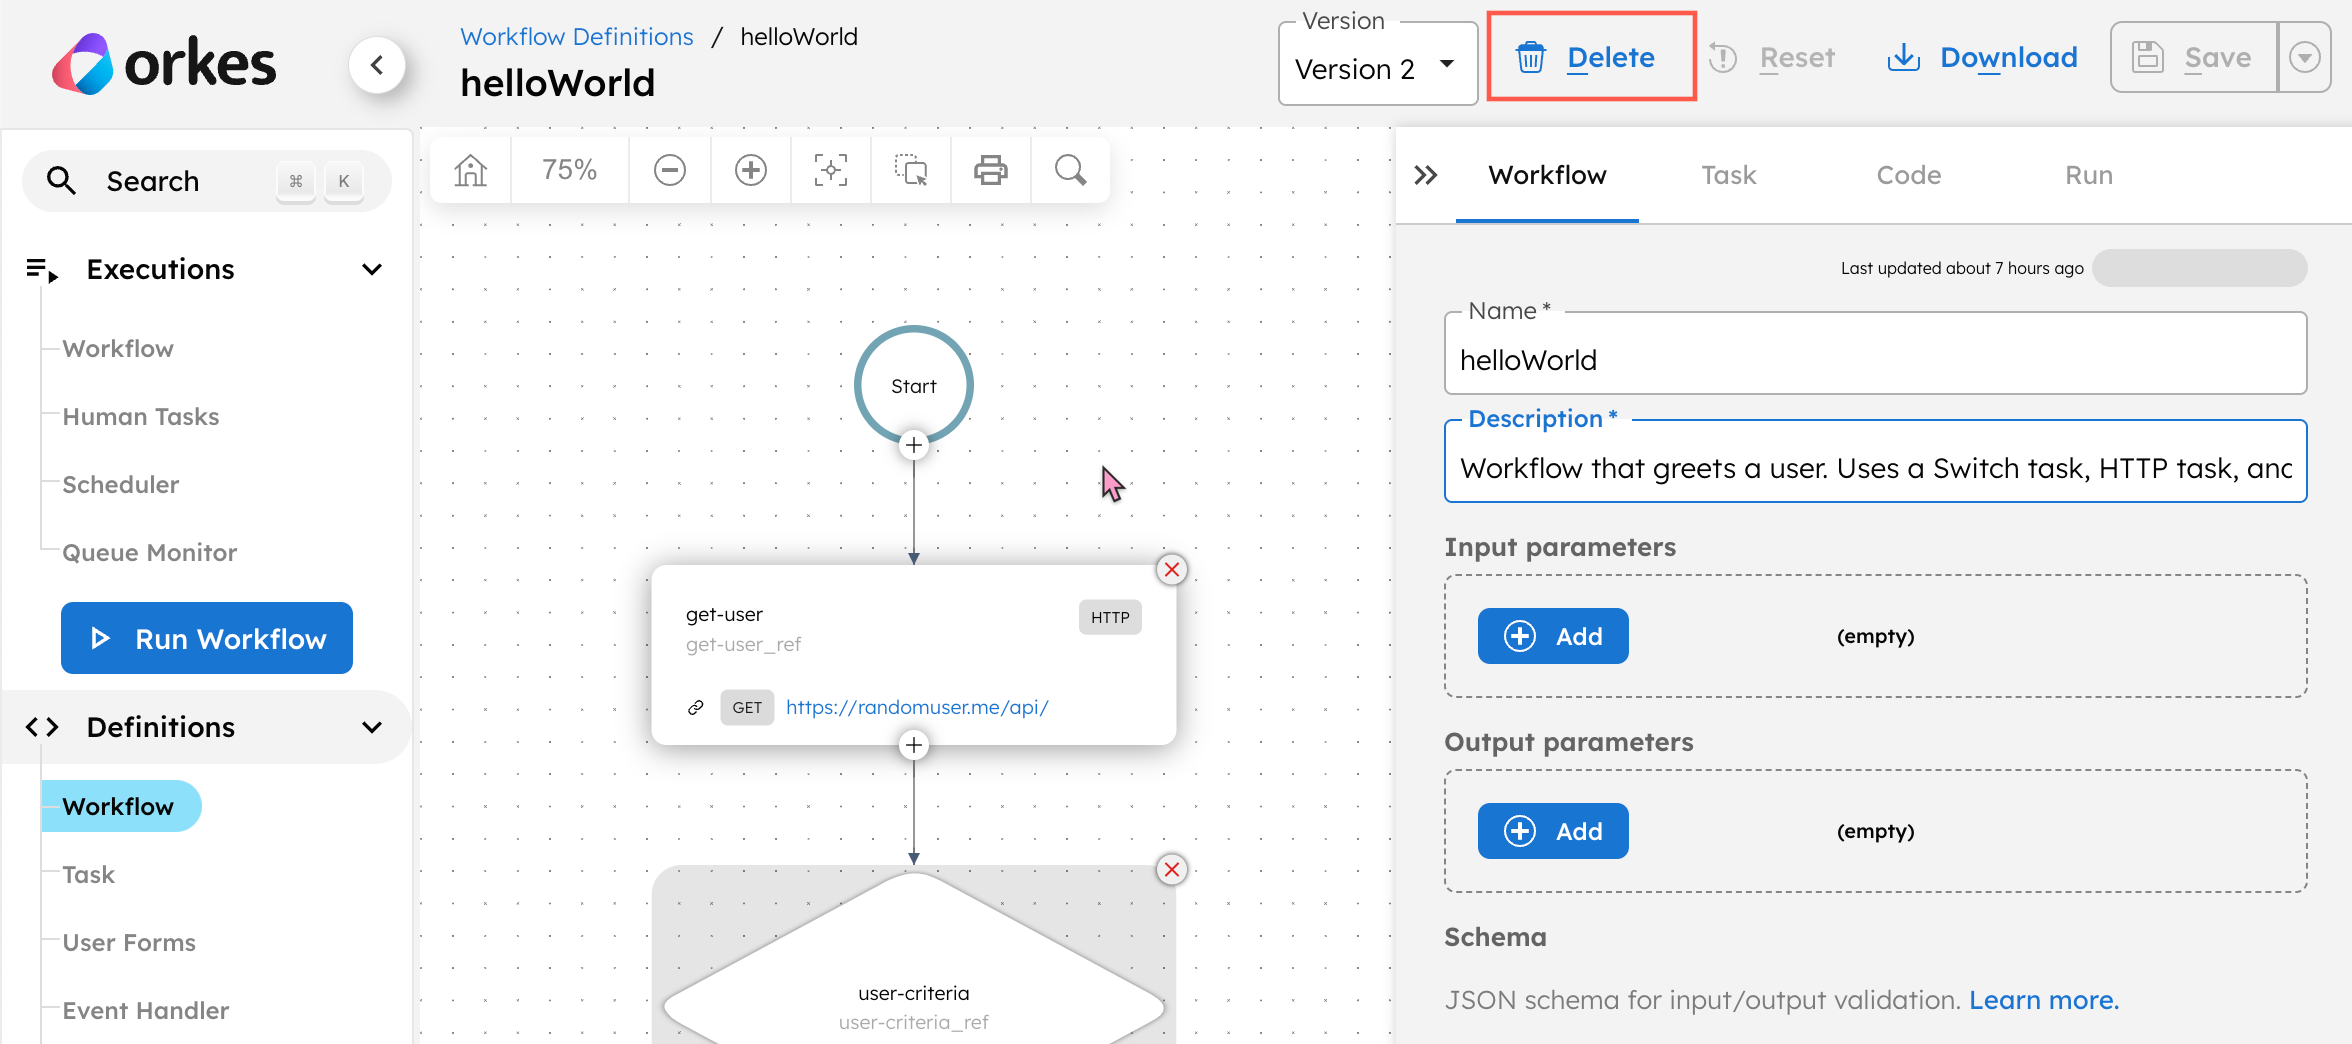 orkes
Workflow Definitions / helloWorld
helloWorld
Version
Version 2
Delete
Reset
Download
Save
Search
⌘ K
Executions
Workflow
Human Tasks
Scheduler
Queue Monitor
Run Workflow
Definitions
Workflow
Task
User Forms
Event Handler
75%
Start
get-user
HTTP
get-user_ref
GET https://randomuser.me/api/
user-criteria
user-criteria_ref
Workflow Task Code Run
Last updated about 7 hours ago
Name *
helloWorld
Description *
Workflow that greets a user. Uses a Switch task, HTTP task, and
Input parameters
Add
(empty)
Output parameters
Add
(empty)
Schema
JSON schema for input/output validation. Learn more.